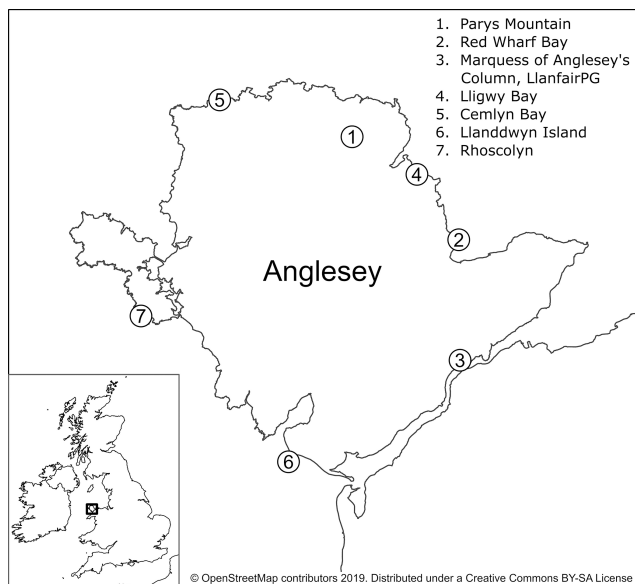 1. Parys Mountain
2. Red Wharf Bay
3. Marquess of Anglesey's
Column, LlanfairPG
4. Lligwy Bay
5. Cemlyn Bay
6. Llanddwyn Island
7. Rhoscolyn
5
1
4
2
Anglesey
7
3
6
© OpenStreetMap contributors 2019. Distributed under a Creative Commons BY-SA License